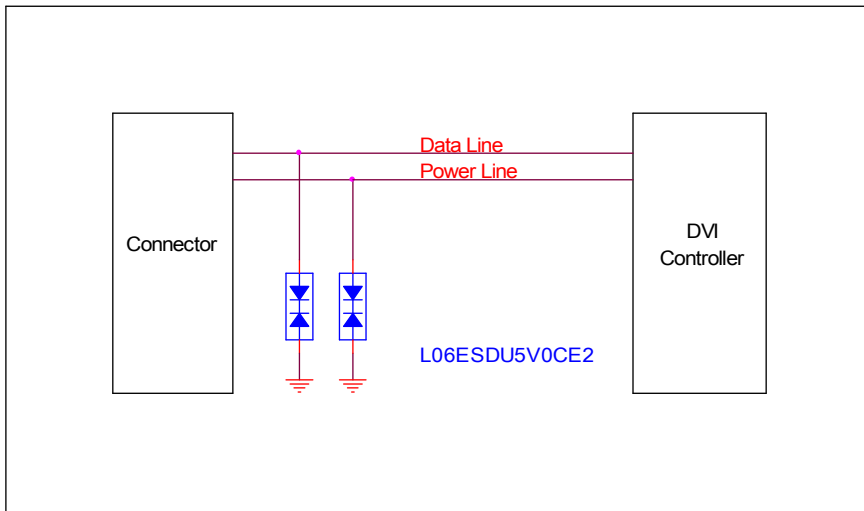 Data Line
Power Line
Connector
DVI
Controller
L06ESDU5V0CE2